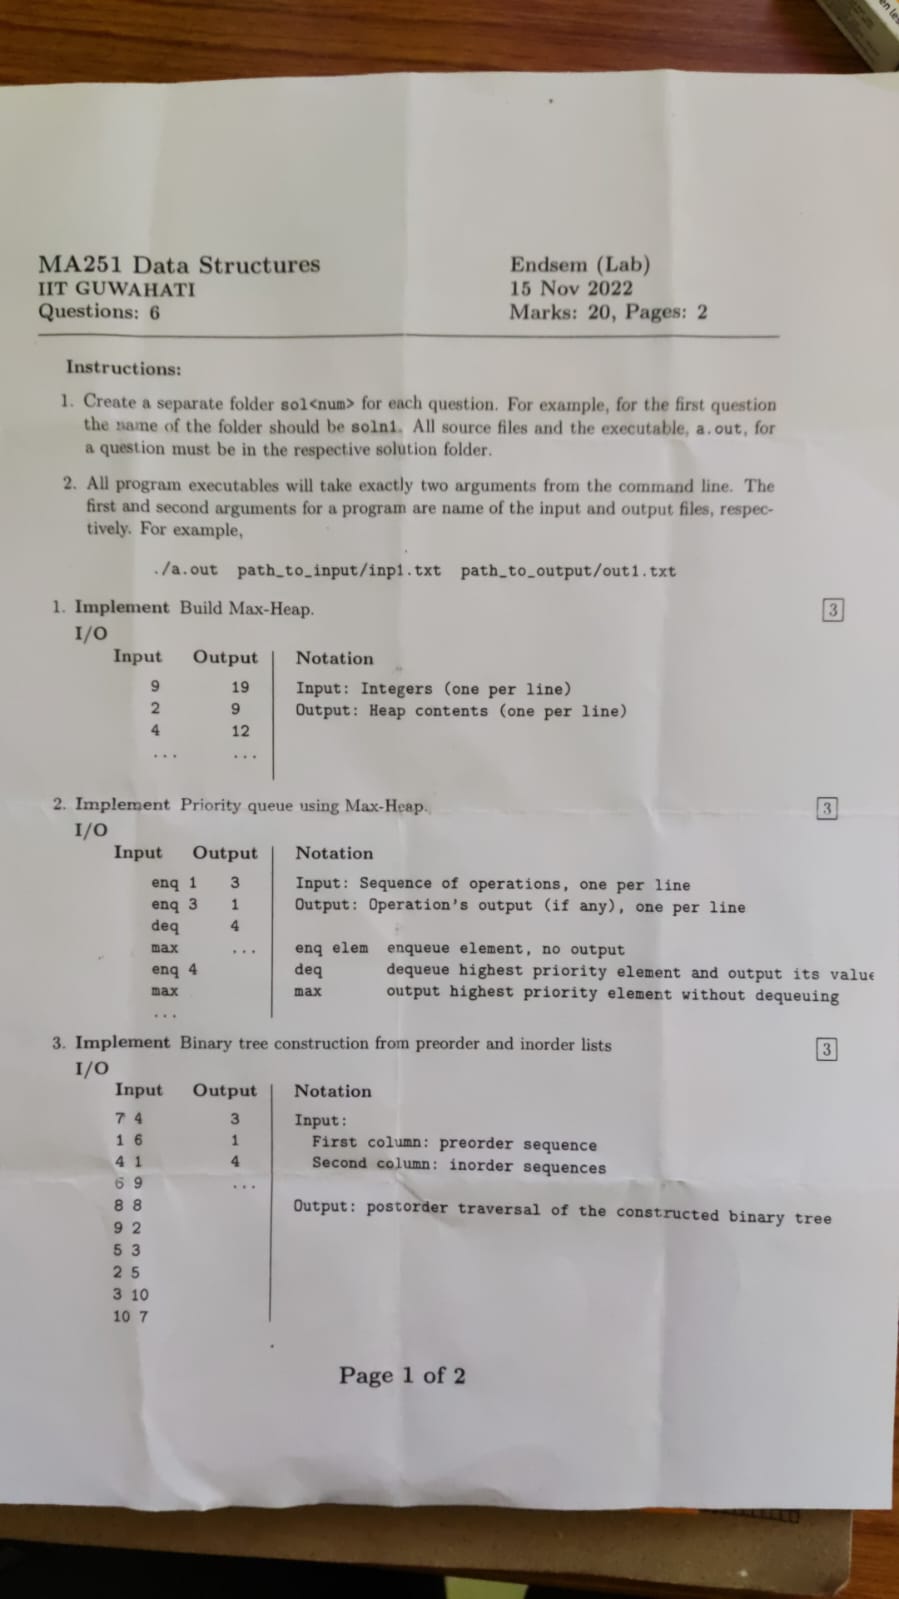 MA251 Data Structures
IIT GUWAHATI
Questions: 6
Endsem (Lab)
15 Nov 2022
Marks: 20, Pages: 2
Instructions:
1. Create a separate folder sol<num> for each question. For example, for the first question
the name of the folder should be soln1. All source files and the executable, a.out, for
a question must be in the respective solution folder.
2. All program executables will take exactly two arguments from the command line. The
first and second arguments for a program are name of the input and output files, respec-
tively. For example,
./a.out path_to_input/inp1.txt path_to_output/out1.txt
1. Implement Build Max-Heap. 3
I/O
Input Output Notation
9 19 Input: Integers (one per line)
2 9 Output: Heap contents (one per line)
4 12
... ...
2. Implement Priority queue using Max-Heap. 3
I/O
Input Output Notation
enq 1 3 Input: Sequence of operations, one per line
enq 3 1 Output: Operation's output (if any), one per line
deq 4
max ... enq elem enqueue element, no output
enq 4 deq dequeue highest priority element and output its value
max max output highest priority element without dequeuing
...
3. Implement Binary tree construction from preorder and inorder lists 3
I/O
Input Output Notation
7 4 3 Input:
1 6 1 First column: preorder sequence
4 1 4 Second column: inorder sequences
6 9 ...
8 8 Output: postorder traversal of the constructed binary tree
9 2
5 3
2 5
3 10
10 7
Page 1 of 2